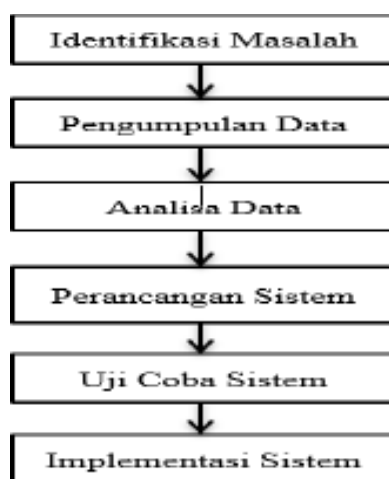 Identifikasi Masalah
Pengumpulan Data
Analisa Data
Perancangan Sistem
Uji Coba Sistem
Implementasi Sistem